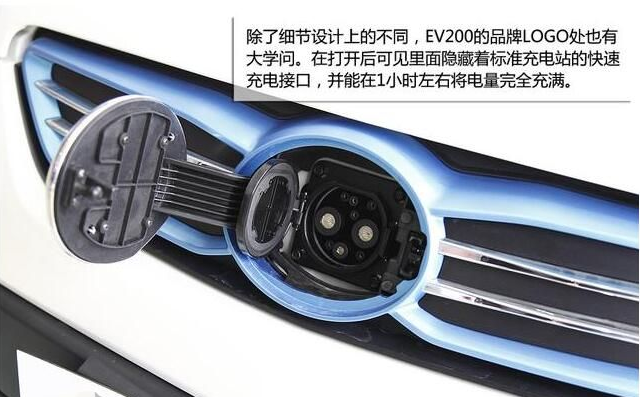 除了细节设计上的不同，EV200的品牌LOGO处也有
大学问。在打开后可见里面隐藏着标准充电站的快速
充电接口，并能在1小时左右将电量完全充满。